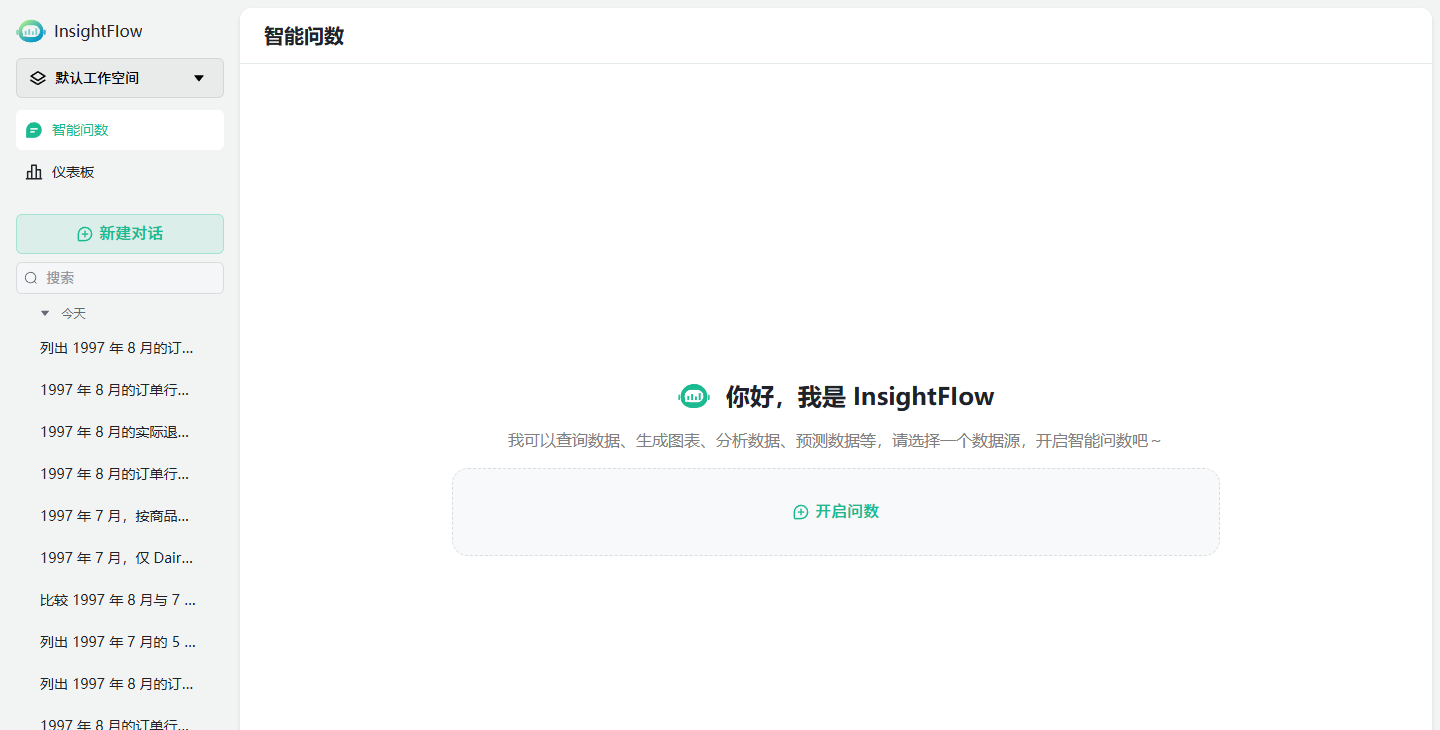 InsightFlow
默认工作空间
智能问数
仪表板
新建对话
搜索
今天
列出 1997 年 8 月的订...
1997 年 8 月的订单行...
1997 年 8 月的实际退...
1997 年 8 月的订单行...
1997 年 7 月，按商品...
1997 年 7 月，仅 Dair...
比较 1997 年 8 月与 7 ...
列出 1997 年 7 月的 5 ...
列出 1997 年 8 月的订...
1997 年 8 月的订单行...
智能问数
你好，我是 InsightFlow
我可以查询数据、生成图表、分析数据、预测数据等，请选择一个数据源，开启智能问数吧～
开启问数